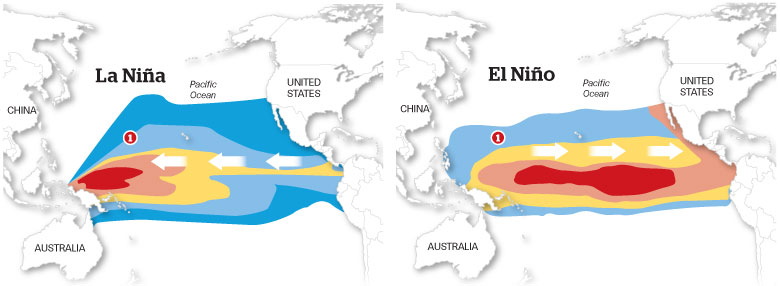 La Niña
Pacific
Ocean
UNITED
STATES
CHINA
1
AUSTRALIA
El Niño
Pacific
Ocean
UNITED
STATES
CHINA
1
AUSTRALIA